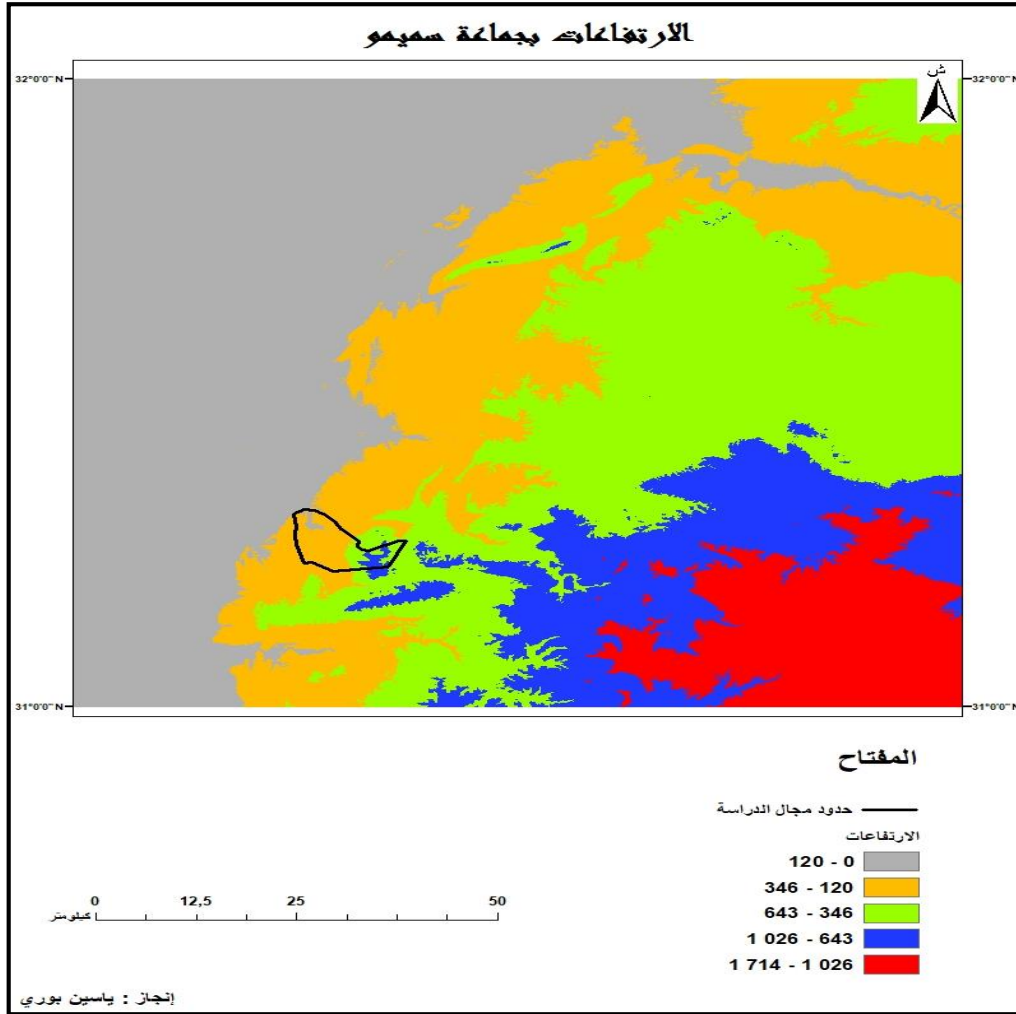 الارتفاعات بجماعة سميمو
32°0'0"N
32°0'0"N
ش
31°0'0"N
31°0'0"N
المفتاح
حدود مجال الدراسة
الارتفاعات
120 - 0
346 - 120
643 - 346
1 026 - 643
1 714 - 1 026
0 12,5 25 50
كيلومتر
إنجاز : ياسين بوري